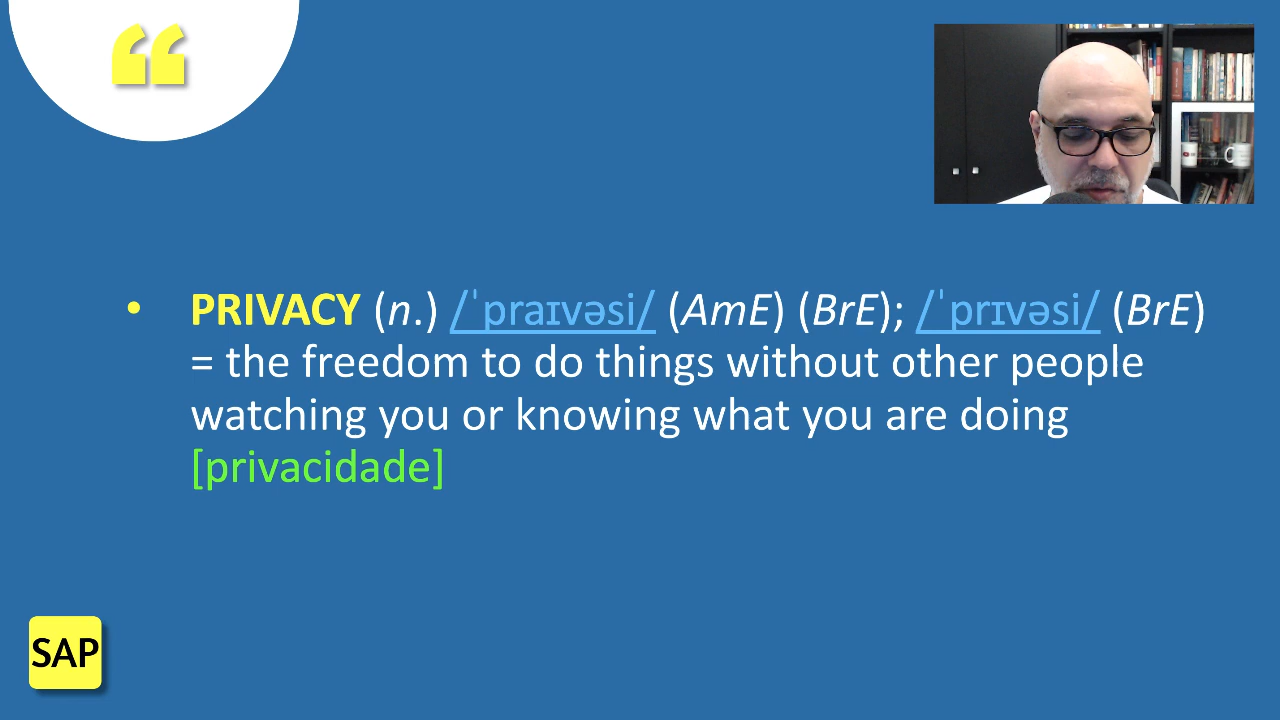 “
• PRIVACY (n.) /ˈpraɪvəsi/ (AmE) (BrE); /ˈprɪvəsi/ (BrE)
= the freedom to do things without other people
watching you or knowing what you are doing
[privacidade]
SAP